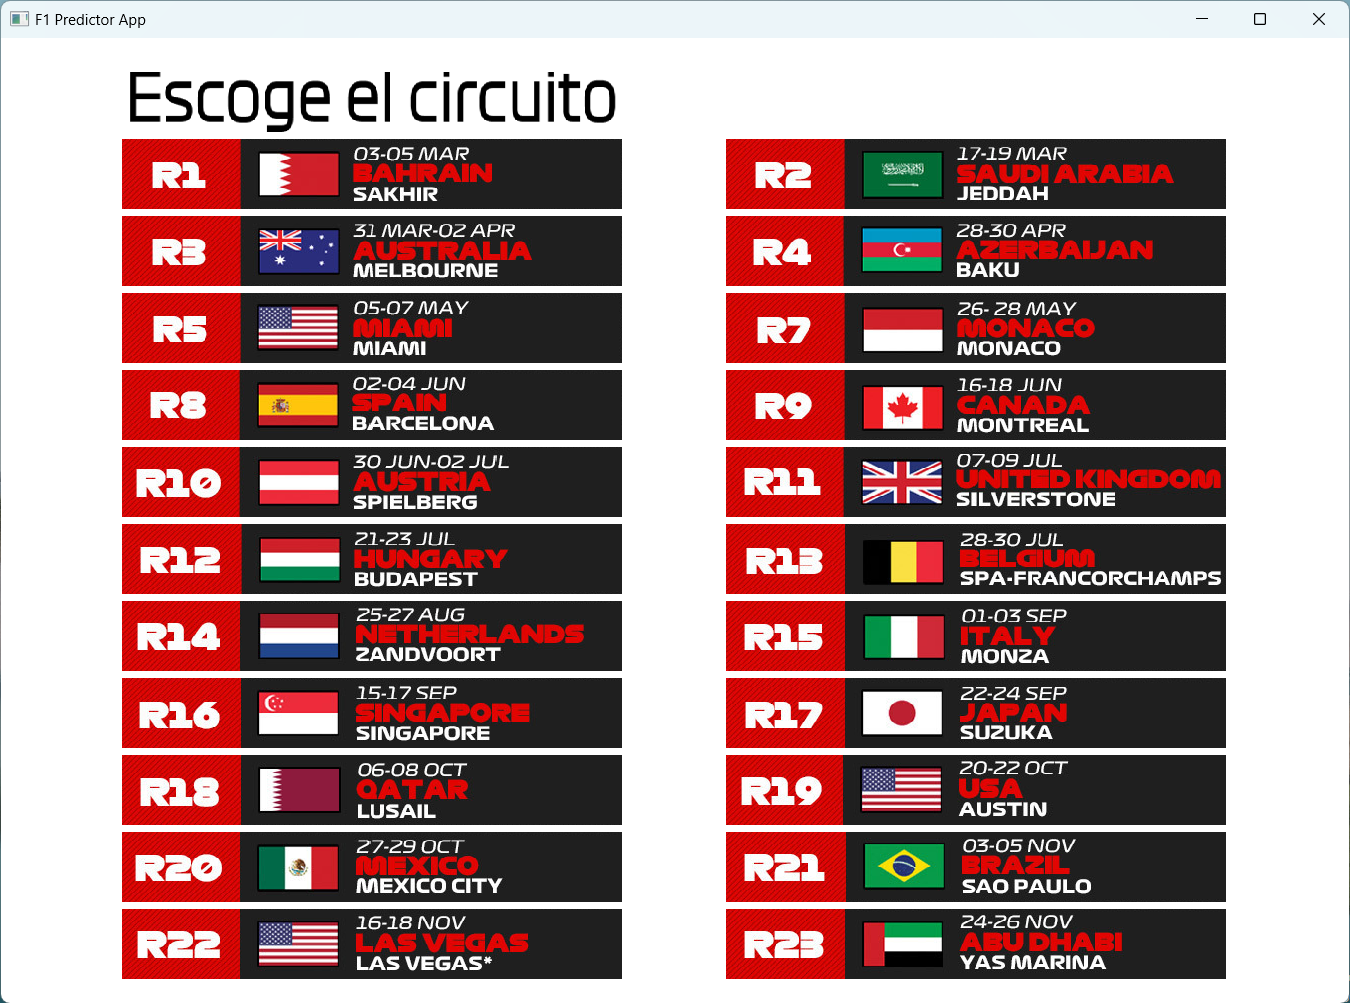 F1 Predictor App
Escoge el circuito
R1
03-05 MAR
BAHRAIN
SAKHIR
R2
17-19 MAR
SAUDI ARABIA
JEDDAH
R3
31 MAR-02 APR
AUSTRALIA
MELBOURNE
R4
28-30 APR
AZERBAIJAN
BAKU
R5
05-07 MAY
MIAMI
MIAMI
R7
26- 28 MAY
MONACO
MONACO
R8
02-04 JUN
SPAIN
BARCELONA
R9
16-18 JUN
CANADA
MONTREAL
R10
30 JUN-02 JUL
AUSTRIA
SPIELBERG
R11
07-09 JUL
UNITED KINGDOM
SILVERSTONE
R12
21-23 JUL
HUNGARY
BUDAPEST
R13
28-30 JUL
BELGIUM
SPA-FRANCORCHAMPS
R14
25-27 AUG
NETHERLANDS
ZANDVOORT
R15
01-03 SEP
ITALY
MONZA
R16
15-17 SEP
SINGAPORE
SINGAPORE
R17
22-24 SEP
JAPAN
SUZUKA
R18
06-08 OCT
QATAR
LUSAIL
R19
20-22 OCT
USA
AUSTIN
R20
27-29 OCT
MEXICO
MEXICO CITY
R21
03-05 NOV
BRAZIL
SAO PAULO
R22
16-18 NOV
LAS VEGAS
LAS VEGAS*
R23
24-26 NOV
ABU DHABI
YAS MARINA